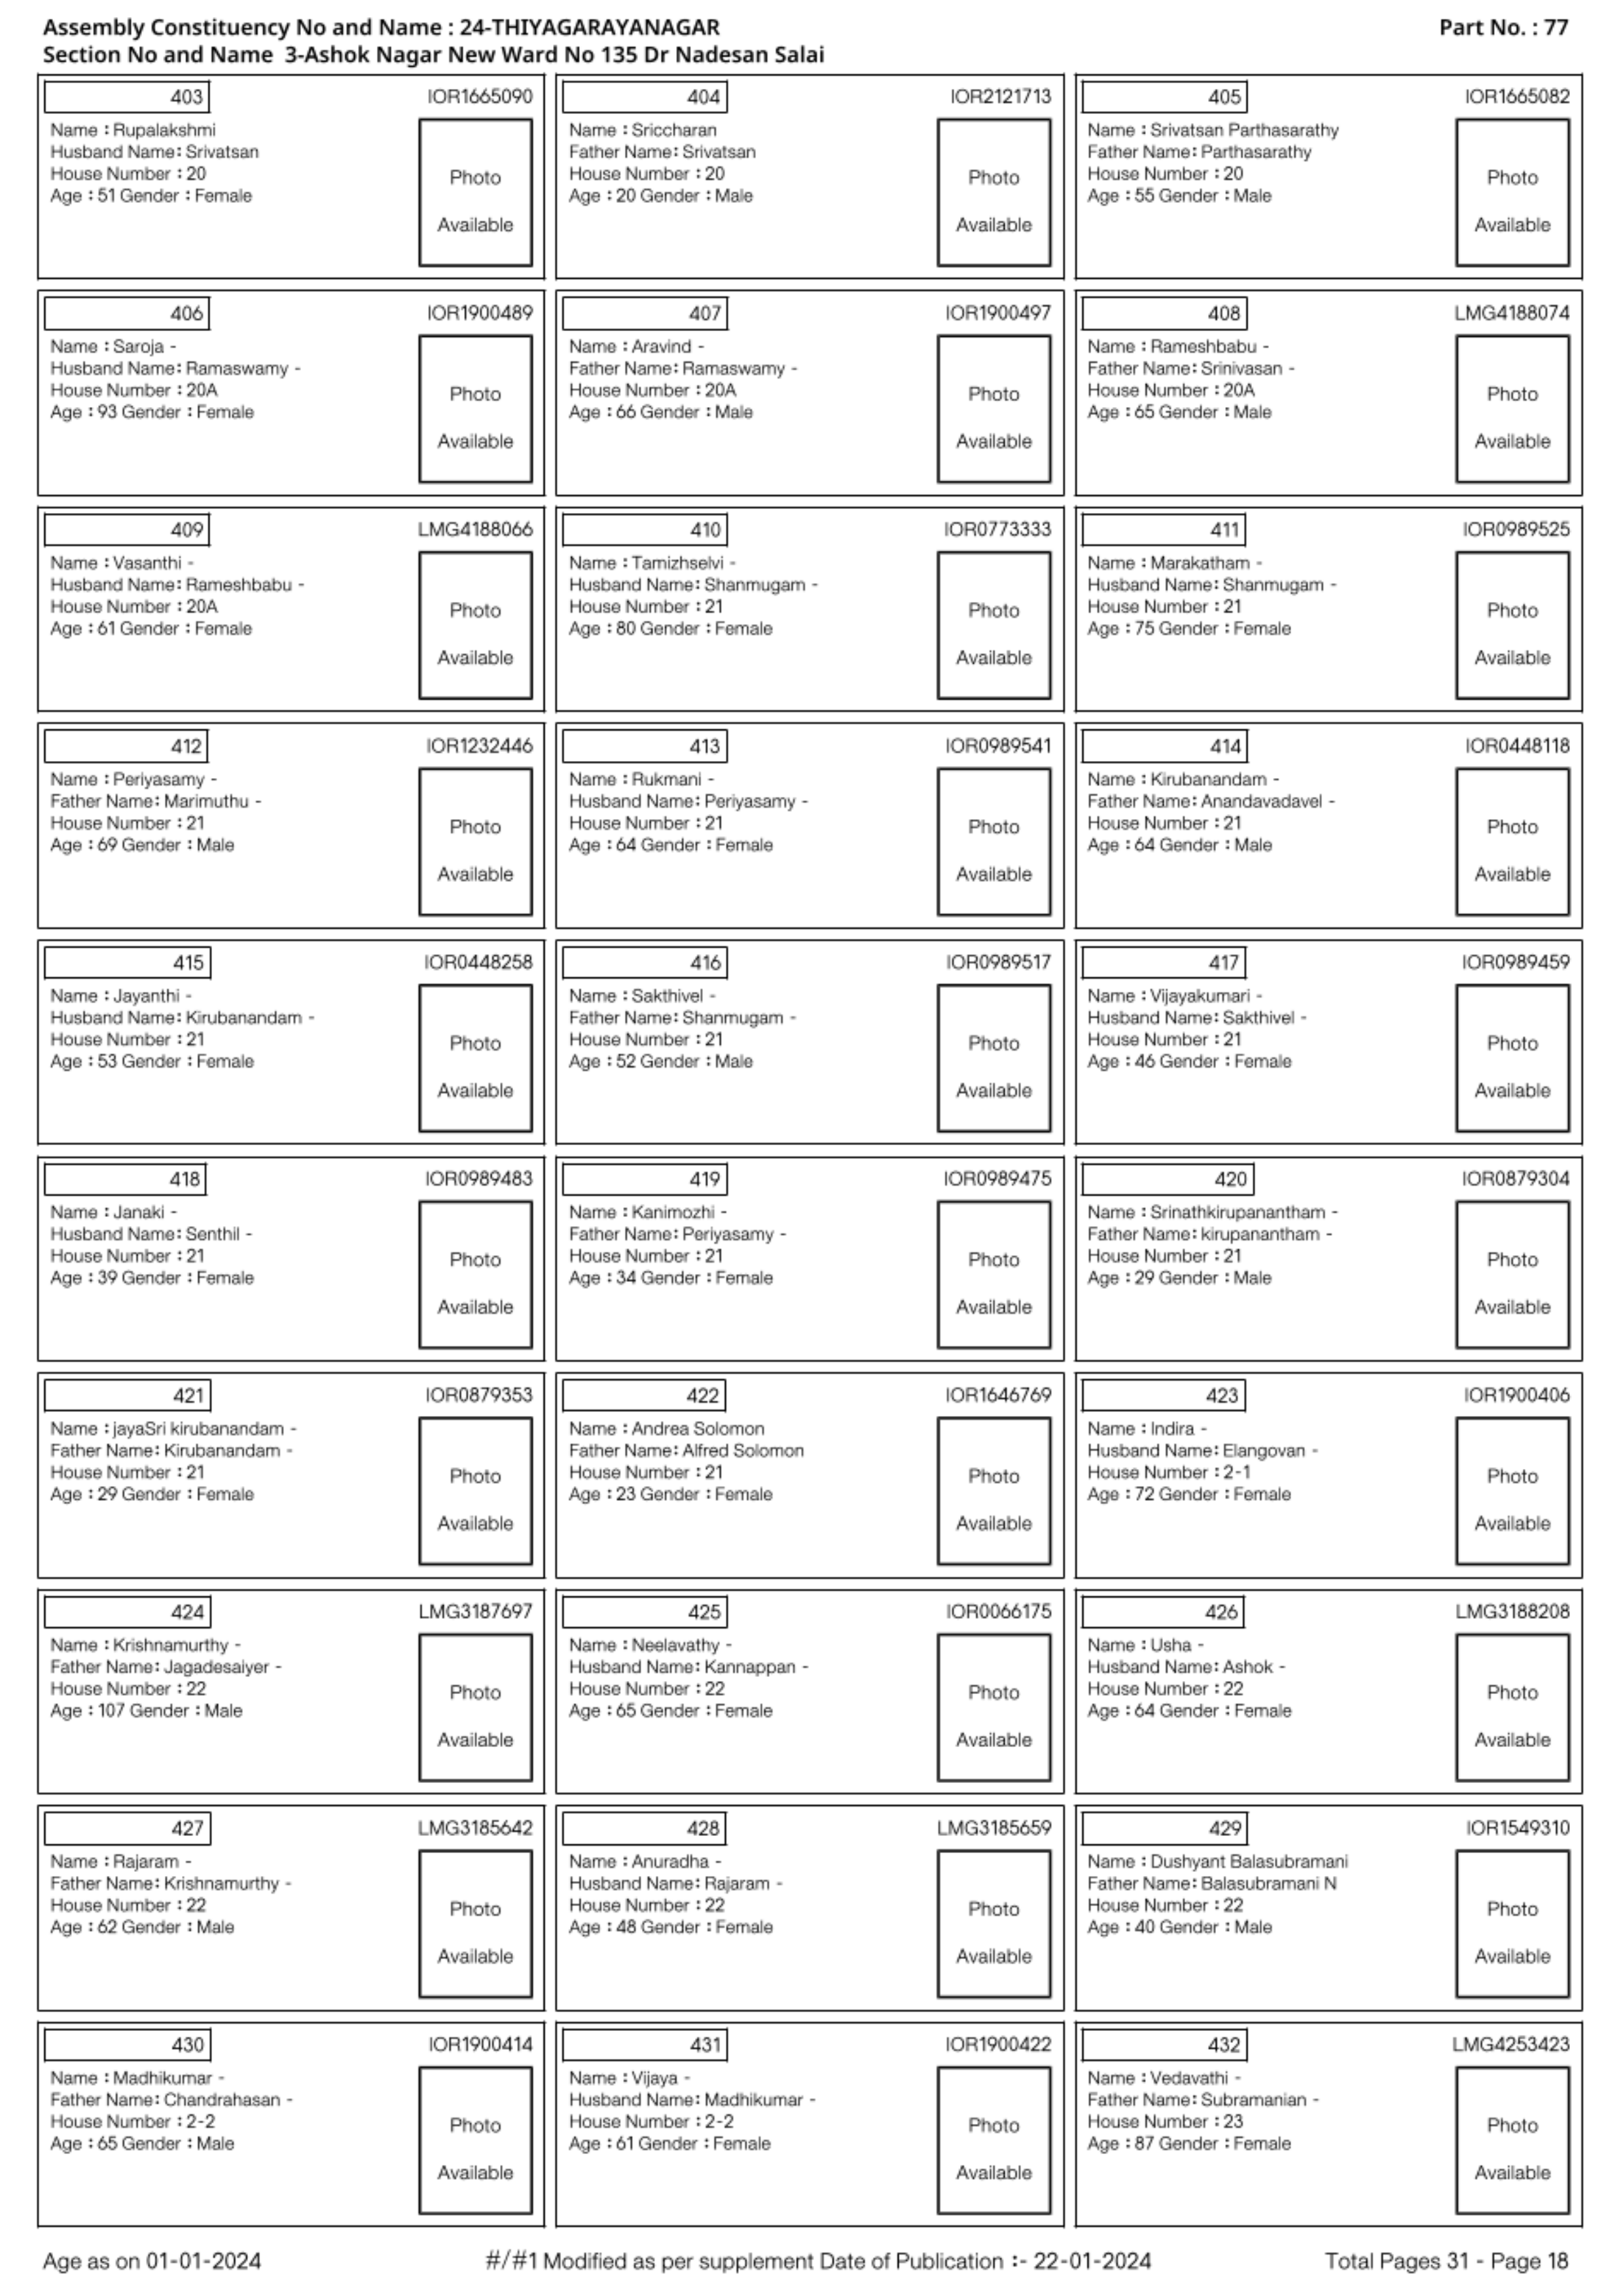 Assembly Constituency No and Name : 24-THIYAGARAYANAGAR
Part No. : 77
Section No and Name 3-Ashok Nagar New Ward No 135 Dr Nadesan Salai
403 IOR1665090
Name : Rupalakshmi
Husband Name: Srivatsan
House Number : 20
Age : 51 Gender : Female
Photo
Available
404 IOR2121713
Name : Sriccharan
Father Name: Srivatsan
House Number : 20
Age : 20 Gender : Male
Photo
Available
405 IOR1665082
Name : Srivatsan Parthasarathy
Father Name: Parthasarathy
House Number : 20
Age : 55 Gender : Male
Photo
Available
406 IOR1900489
Name : Saroja -
Husband Name: Ramaswamy -
House Number : 20A
Age : 93 Gender : Female
Photo
Available
407 IOR1900497
Name : Aravind -
Father Name: Ramaswamy -
House Number : 20A
Age : 66 Gender : Male
Photo
Available
408 LMG4188074
Name : Rameshbabu -
Father Name: Srinivasan -
House Number : 20A
Age : 65 Gender : Male
Photo
Available
409 LMG4188066
Name : Vasanthi -
Husband Name: Rameshbabu -
House Number : 20A
Age : 61 Gender : Female
Photo
Available
410 IOR0773333
Name : Tamizhselvi -
Husband Name: Shanmugam -
House Number : 21
Age : 80 Gender : Female
Photo
Available
411 IOR0989525
Name : Marakatham -
Husband Name: Shanmugam -
House Number : 21
Age : 75 Gender : Female
Photo
Available
412 IOR1232446
Name : Periyasamy -
Father Name: Marimuthu -
House Number : 21
Age : 69 Gender : Male
Photo
Available
413 IOR0989541
Name : Rukmani -
Husband Name: Periyasamy -
House Number : 21
Age : 64 Gender : Female
Photo
Available
414 IOR0448118
Name : Kirubanandam -
Father Name: Anandavadavel -
House Number : 21
Age : 64 Gender : Male
Photo
Available
415 IOR0448258
Name : Jayanthi -
Husband Name: Kirubanandam -
House Number : 21
Age : 53 Gender : Female
Photo
Available
416 IOR0989517
Name : Sakthivel -
Father Name: Shanmugam -
House Number : 21
Age : 52 Gender : Male
Photo
Available
417 IOR0989459
Name : Vijayakumari -
Husband Name: Sakthivel -
House Number : 21
Age : 46 Gender : Female
Photo
Available
418 IOR0989483
Name : Janaki -
Husband Name: Senthil -
House Number : 21
Age : 39 Gender : Female
Photo
Available
419 IOR0989475
Name : Kanimozhi -
Father Name: Periyasamy -
House Number : 21
Age : 34 Gender : Female
Photo
Available
420 IOR0879304
Name : Srinathkirupanantham -
Father Name: kirupanantham -
House Number : 21
Age : 29 Gender : Male
Photo
Available
421 IOR0879353
Name : jayaSri kirubanandam -
Father Name: Kirubanandam -
House Number : 21
Age : 29 Gender : Female
Photo
Available
422 IOR1646769
Name : Andrea Solomon
Father Name: Alfred Solomon
House Number : 21
Age : 23 Gender : Female
Photo
Available
423 IOR1900406
Name : Indira -
Husband Name: Elangovan -
House Number : 2-1
Age : 72 Gender : Female
Photo
Available
424 LMG3187697
Name : Krishnamurthy -
Father Name: Jagadesaiyer -
House Number : 22
Age : 107 Gender : Male
Photo
Available
425 IOR0066175
Name : Neelavathy -
Husband Name: Kannappan -
House Number : 22
Age : 65 Gender : Female
Photo
Available
426 LMG3188208
Name : Usha -
Husband Name: Ashok -
House Number : 22
Age : 64 Gender : Female
Photo
Available
427 LMG3185642
Name : Rajaram -
Father Name: Krishnamurthy -
House Number : 22
Age : 62 Gender : Male
Photo
Available
428 LMG3185659
Name : Anuradha -
Husband Name: Rajaram -
House Number : 22
Age : 48 Gender : Female
Photo
Available
429 IOR1549310
Name : Dushyant Balasubramani
Father Name: Balasubramani N
House Number : 22
Age : 40 Gender : Male
Photo
Available
430 IOR1900414
Name : Madhikumar -
Father Name: Chandrahasan -
House Number : 2-2
Age : 65 Gender : Male
Photo
Available
431 IOR1900422
Name : Vijaya -
Husband Name: Madhikumar -
House Number : 2-2
Age : 61 Gender : Female
Photo
Available
432 LMG4253423
Name : Vedavathi -
Father Name: Subramanian -
House Number : 23
Age : 87 Gender : Female
Photo
Available
Age as on 01-01-2024
#/#1 Modified as per supplement Date of Publication :- 22-01-2024
Total Pages 31 - Page 18